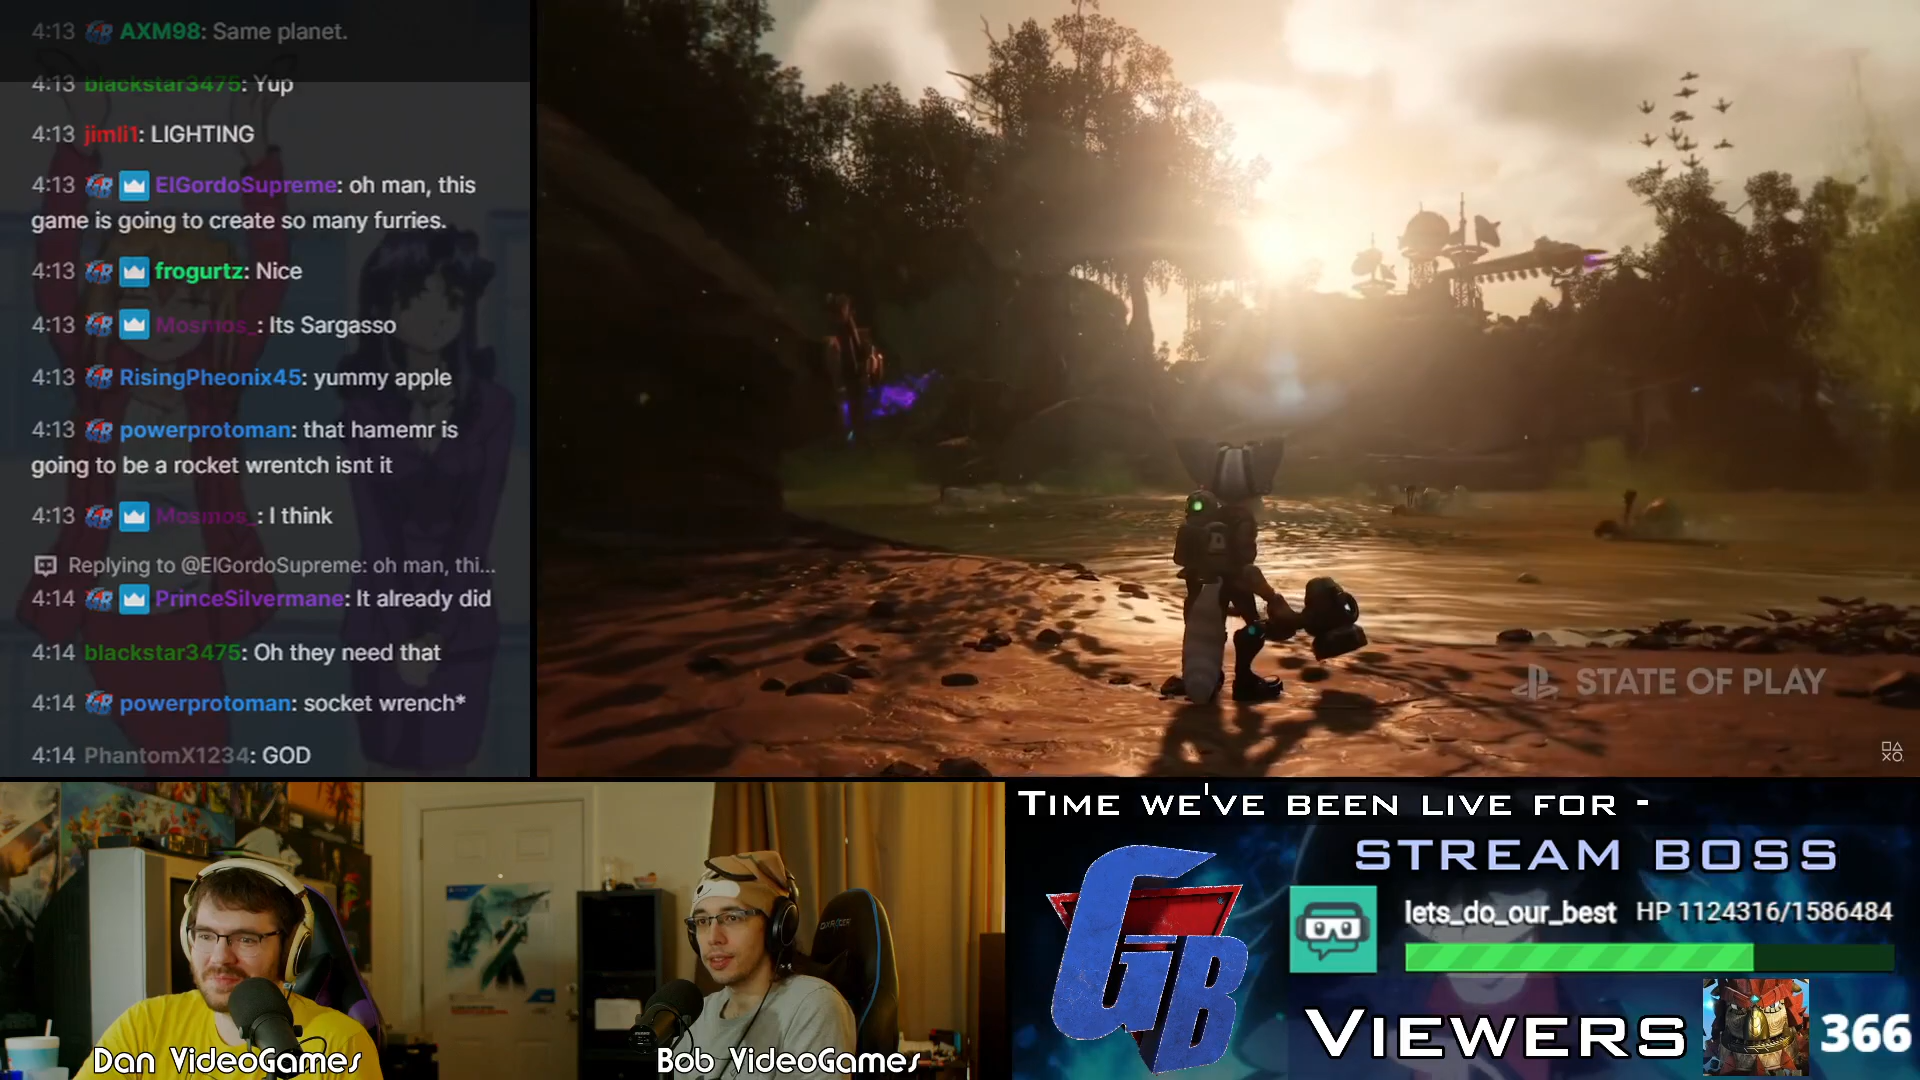 4:13 AXM98: Same planet.
4:13 blackstar3475: Yup
4:13 jimli1: LIGHTING
4:13 ElGordoSupreme: oh man, this
game is going to create so many furries.
4:13 frogurtz: Nice
4:13 Mosmos_: Its Sargasso
4:13 RisingPheonix45: yummy apple
4:13 powerprotoman: that hamemr is
going to be a rocket wrentch isnt it
4:13 Mosmos_: I think
Replying to @ElGordoSupreme: oh man, thi...
4:14 PrinceSilvermane: It already did
4:14 blackstar3475: Oh they need that
4:14 powerprotoman: socket wrench*
4:14 PhantomX1234: GOD
STATE OF PLAY
Time we've been live for -
STREAM BOSS
lets_do_our_best HP 1124316/1586484
GB
Viewers 366
DXRACER
Dan VideoGames
Bob VideoGames